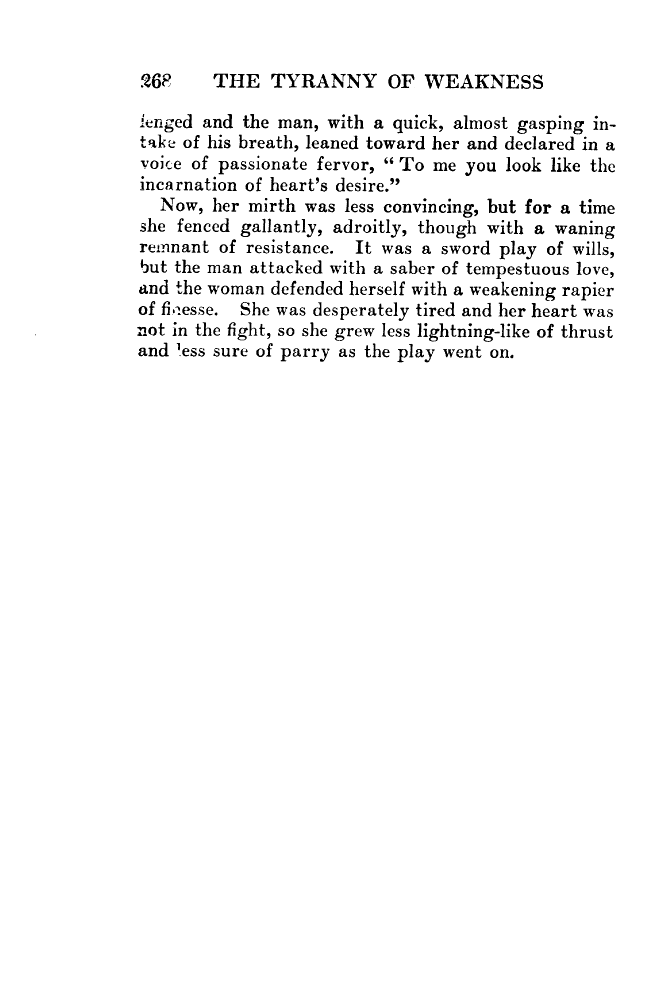 268 THE TYRANNY OF WEAKNESS
lenged and the man, with a quick, almost gasping in-
take of his breath, leaned toward her and declared in a
voice of passionate fervor, “ To me you look like the
incarnation of heart's desire.”
Now, her mirth was less convincing, but for a time
she fenced gallantly, adroitly, though with a waning
remnant of resistance. It was a sword play of wills,
but the man attacked with a saber of tempestuous love,
and the woman defended herself with a weakening rapier
of finesse. She was desperately tired and her heart was
not in the fight, so she grew less lightning-like of thrust
and less sure of parry as the play went on.